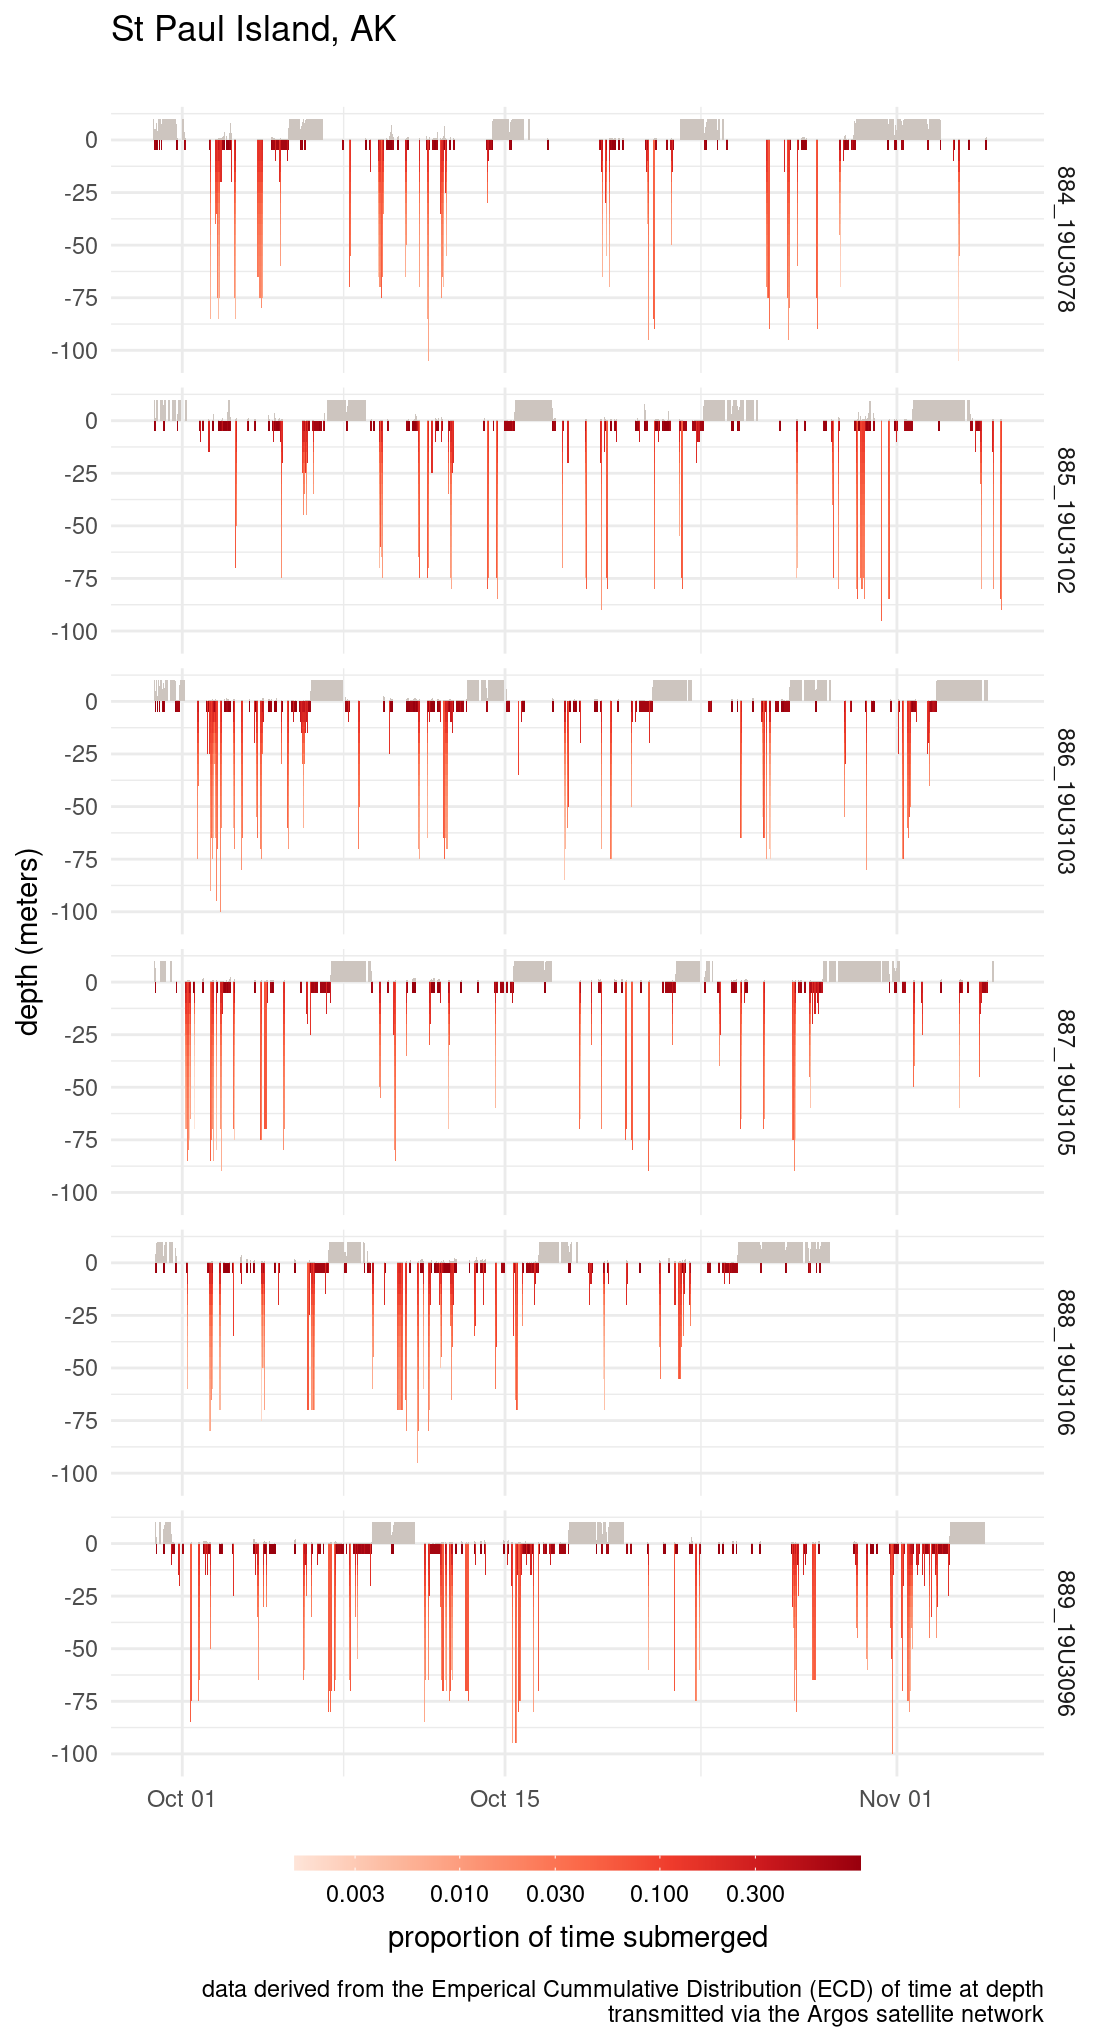 St Paul Island, AK
0
-25
-50
-75
-100
884_19U3078
0
-25
-50
-75
-100
885_19U3102
0
-25
-50
-75
-100
886_19U3103
depth (meters)
0
-25
-50
-75
-100
887_19U3105
0
-25
-50
-75
-100
888_19U3106
0
-25
-50
-75
-100
889_19U3096
Oct 01 Oct 15 Nov 01
0.003 0.010 0.030 0.100 0.300
proportion of time submerged
data derived from the Emperical Cummulative Distribution (ECD) of time at depth
transmitted via the Argos satellite network